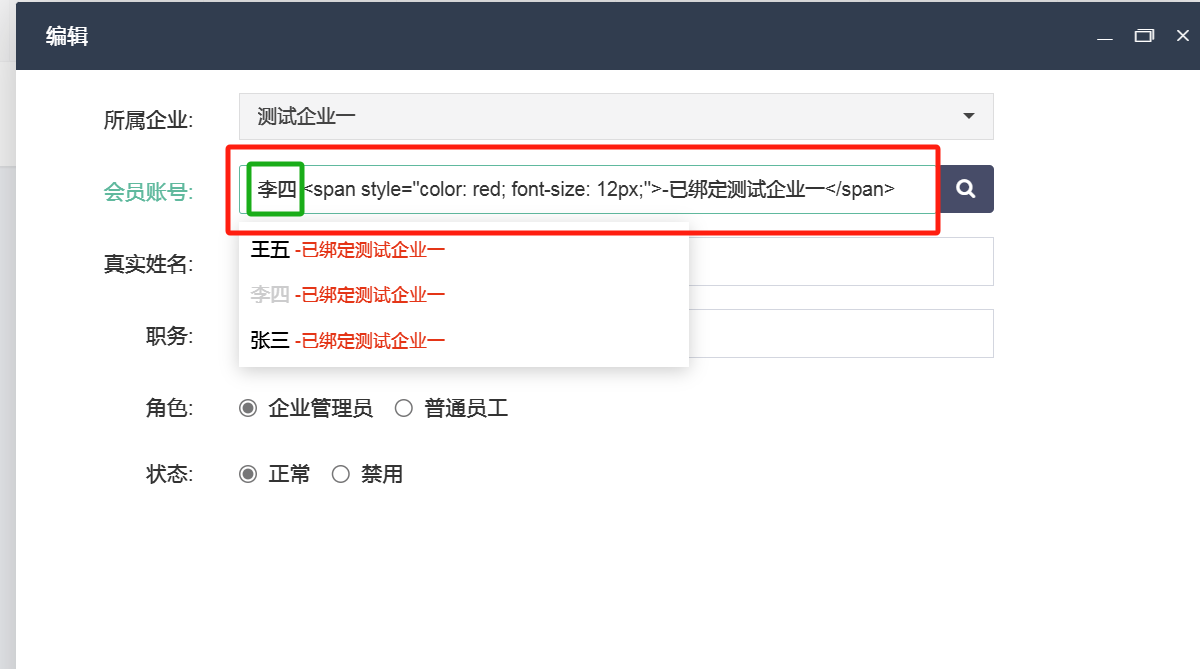 编辑
所属企业: 测试企业一
会员账号: 李四<span style="color: red; font-size: 12px;">-已绑定测试企业一</span>
王五 -已绑定测试企业一
真实姓名:
李四 -已绑定测试企业一
职务:
张三 -已绑定测试企业一
角色: 企业管理员 普通员工
状态: 正常 禁用